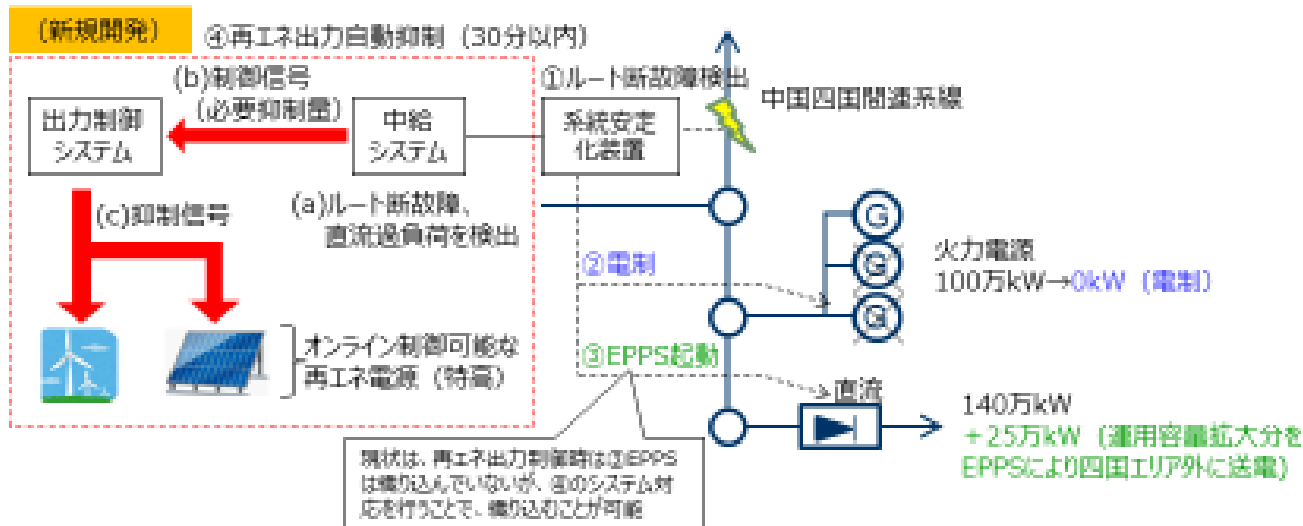 (新規開発)
④再エネ出力自動抑制 (30分以内)
(b)制御信号
(必要抑制量)
①ルート断故障検出
中国四国間連系線
出力制御
システム
中給
システム
系統安定
化装置
(c)抑制信号
(a)ルート断故障、
直流過負荷を検出
G
G
G
火力電源
100万kW→0kW (電制)
②電制
③EPPS起動
オンライン制御可能な
再エネ電源 (特高)
直流
140万kW
+25万kW (運用容量拡大分を
EPPSにより四国エリア外に送電)
現状は、再エネ出力制御時は③EPPS
は織り込んでいないが、④のシステム対
応を行うことで、織り込むことが可能